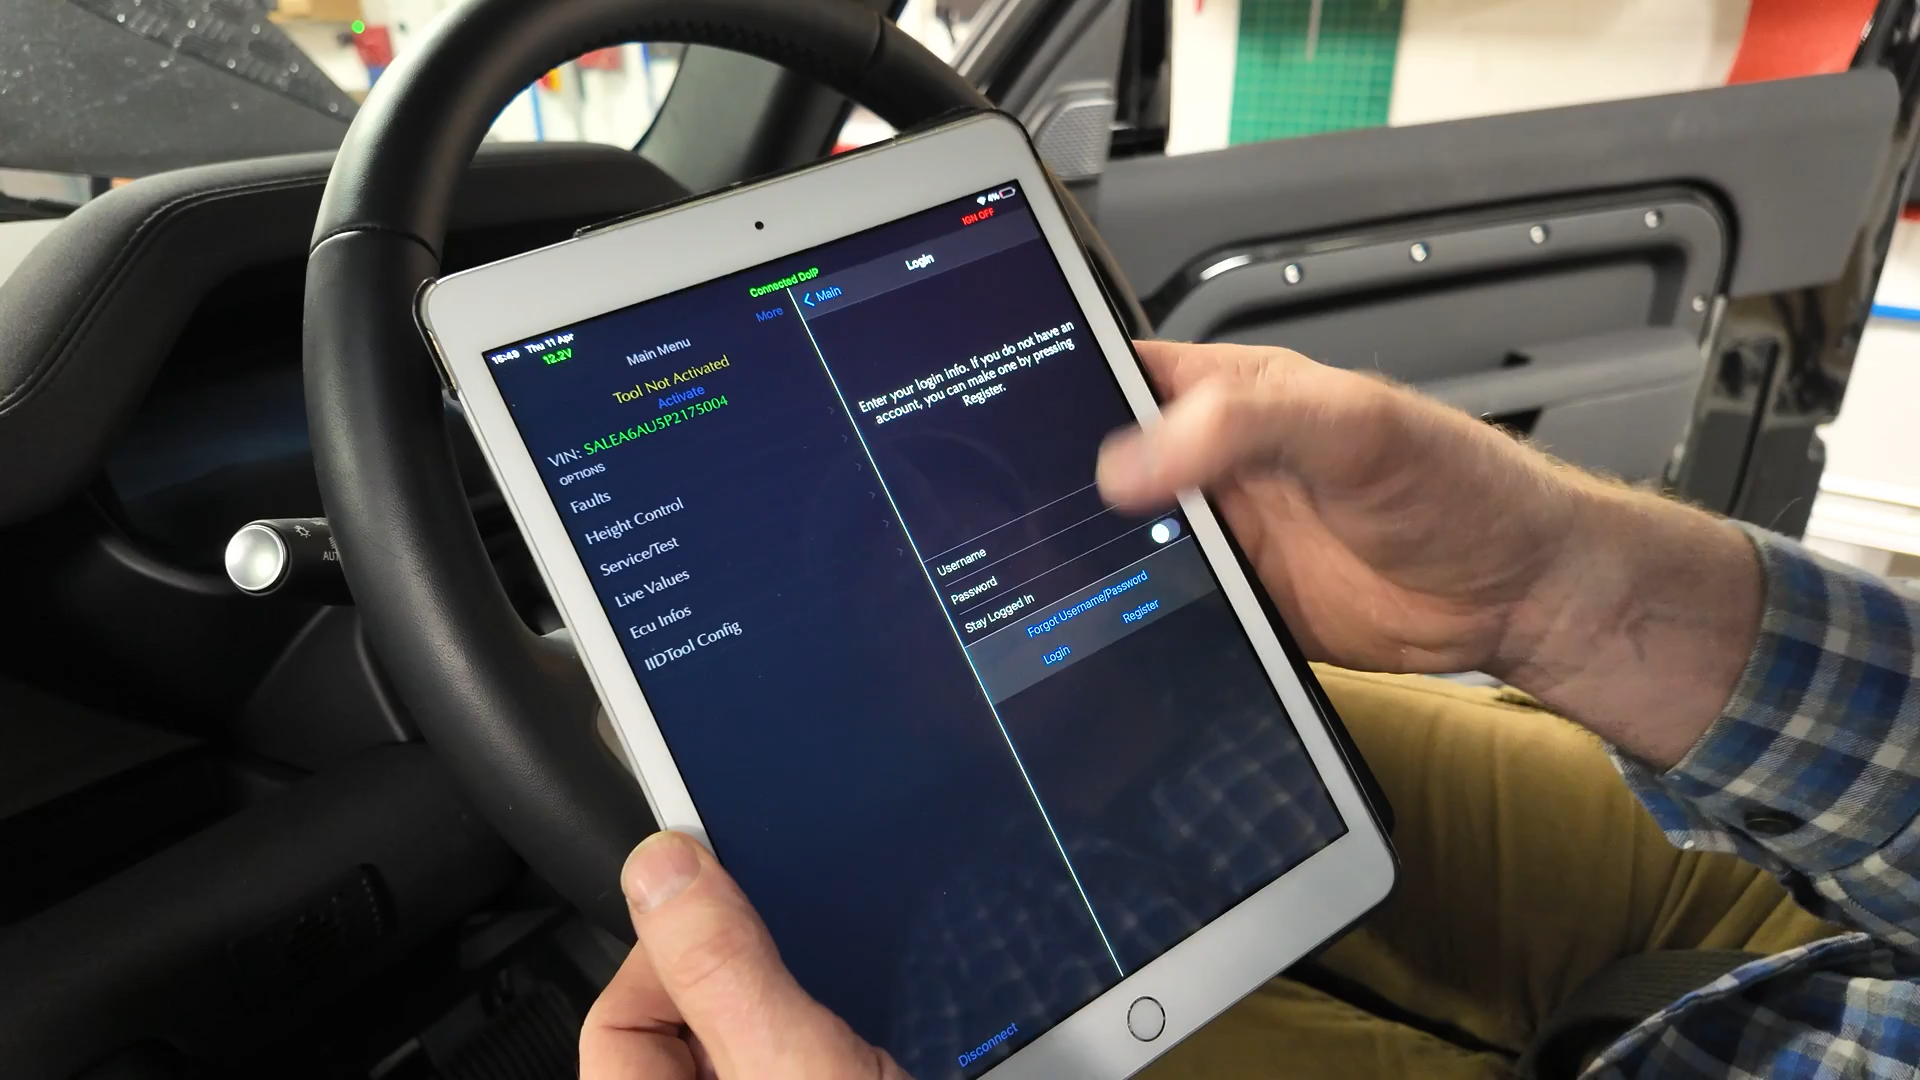 15:49 Thu 11 Apr
4%
12.2V
Connected DoIP
IGN OFF
Main Menu
More
Tool Not Activated
Activate
VIN: SALEA6AU5P2175004
OPTIONS
Faults
Height Control
Service/Test
Live Values
Ecu Infos
IIDTool Config
Disconnect
Main
Login
Enter your login info. If you do not have an
account, you can make one by pressing
Register.
Username
Password
Stay Logged In
Forgot Username/Password
Register
Login
AUT